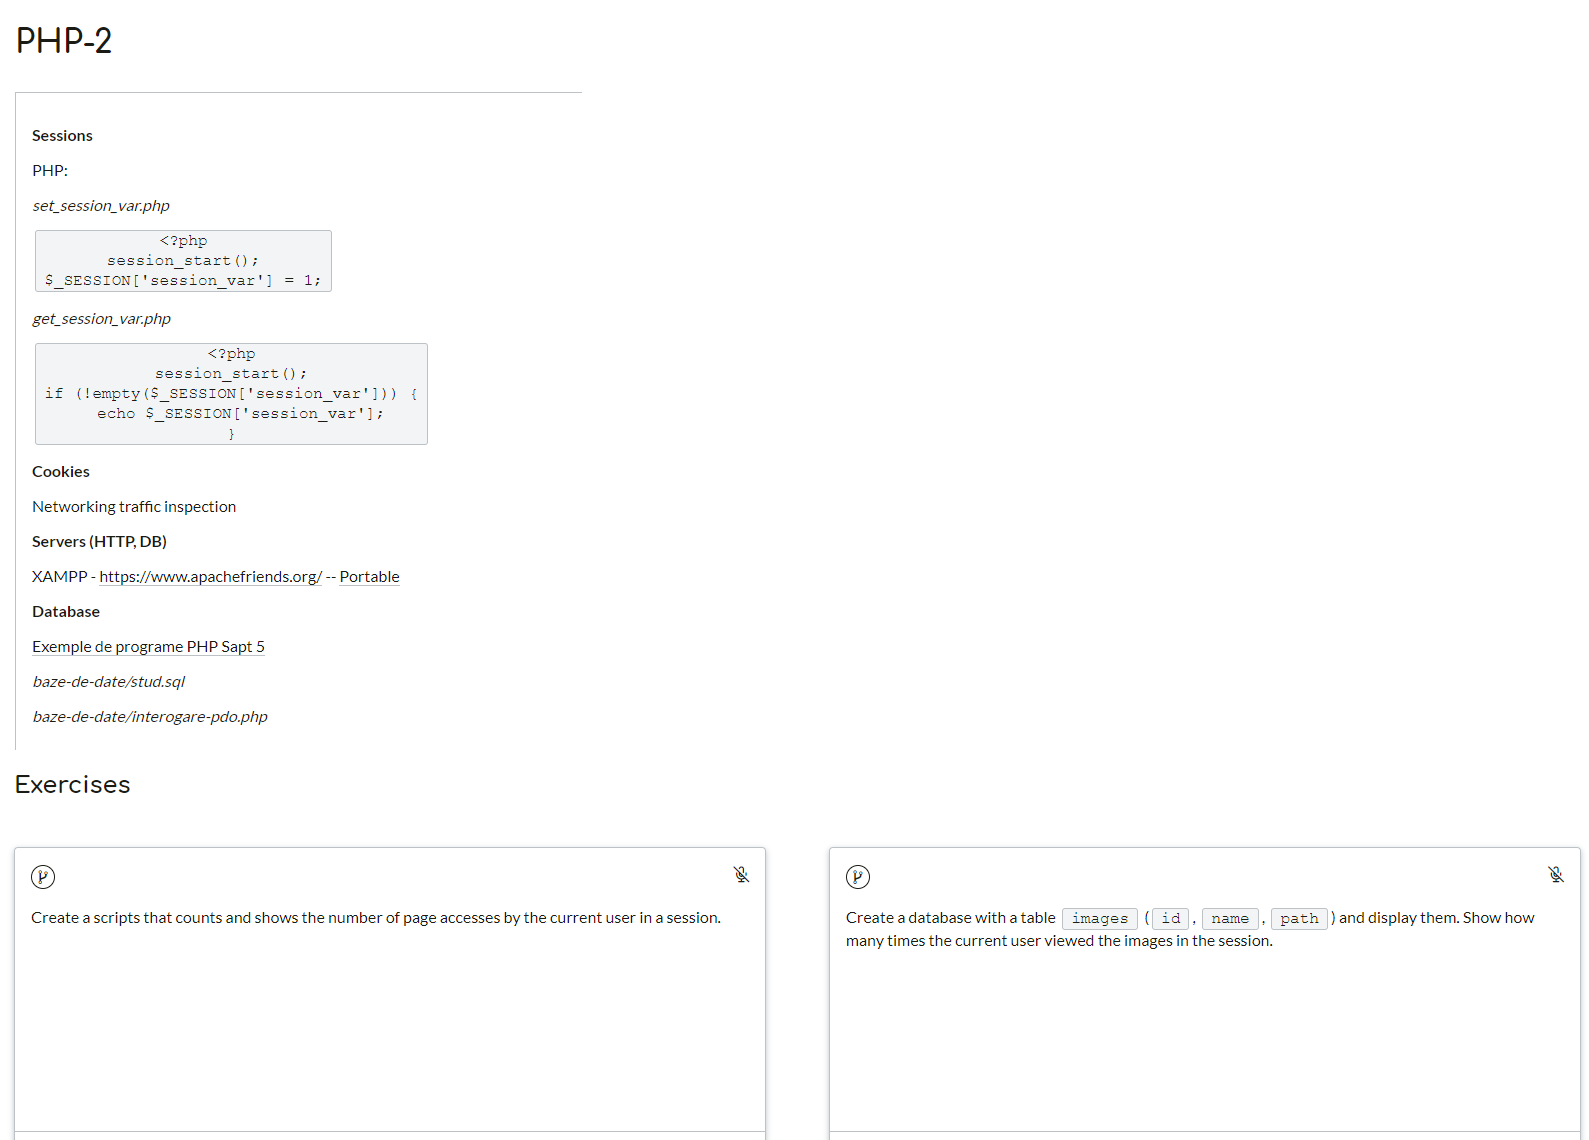 PHP-2
Sessions
PHP:
set_session_var.php
<?php
session_start();
$_SESSION['session_var'] = 1;
get_session_var.php
<?php
session_start();
if (!empty($_SESSION['session_var'])) {
echo $_SESSION['session_var'];
}
Cookies
Networking traffic inspection
Servers (HTTP, DB)
XAMPP - https://www.apachefriends.org/ -- Portable
Database
Exemple de programe PHP Sapt 5
baze-de-date/stud.sql
baze-de-date/interogare-pdo.php
Exercises
Create a scripts that counts and shows the number of page accesses by the current user in a session.
Create a database with a table images ( id , name , path ) and display them. Show how
many times the current user viewed the images in the session.